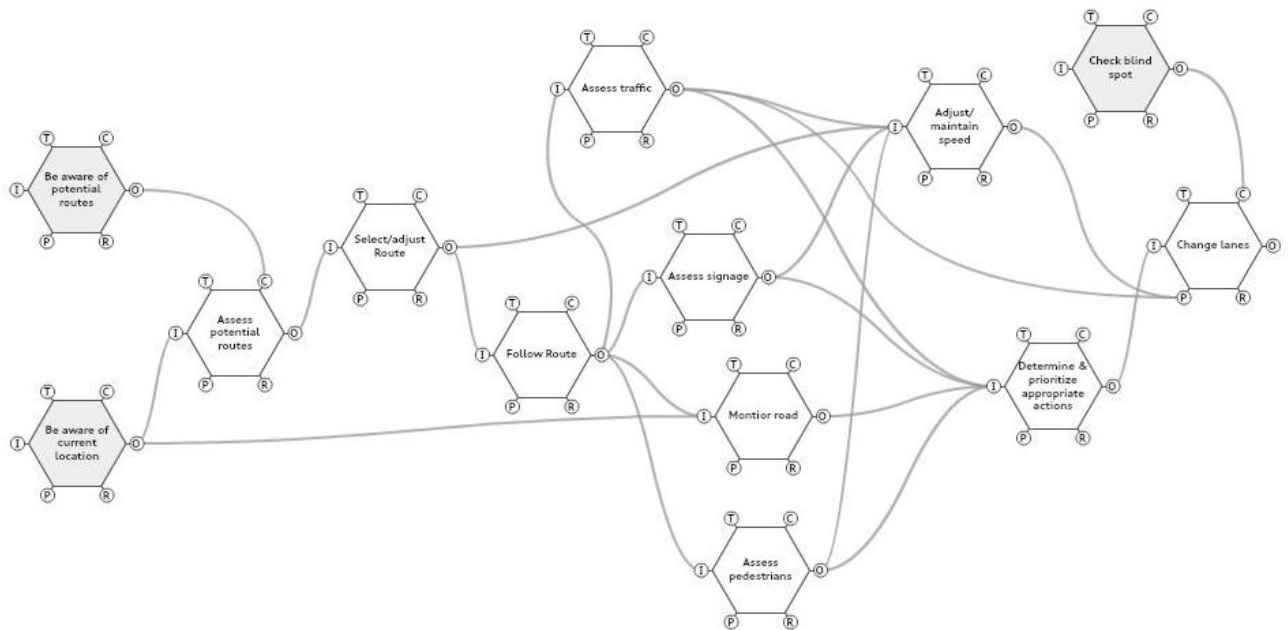 T C
Be aware of
I potential O
routes
P R
T C
Be aware of
I current O
location
P R
T C
Assess
I potential O
routes
P R
T C
Select/adjust
I O
Route
P R
T C
I Follow Route O
P R
T C
I Assess traffic O
P R
T C
I Assess signage O
P R
T C
I Montior road O
P R
T C
Assess
I O
pedestrians
P R
T C
Adjust/
I maintain O
speed
P R
T C
Determine &
prioritize
I O
appropriate
actions
P R
T C
Check blind
I O
spot
P R
T C
I Change lanes O
P R